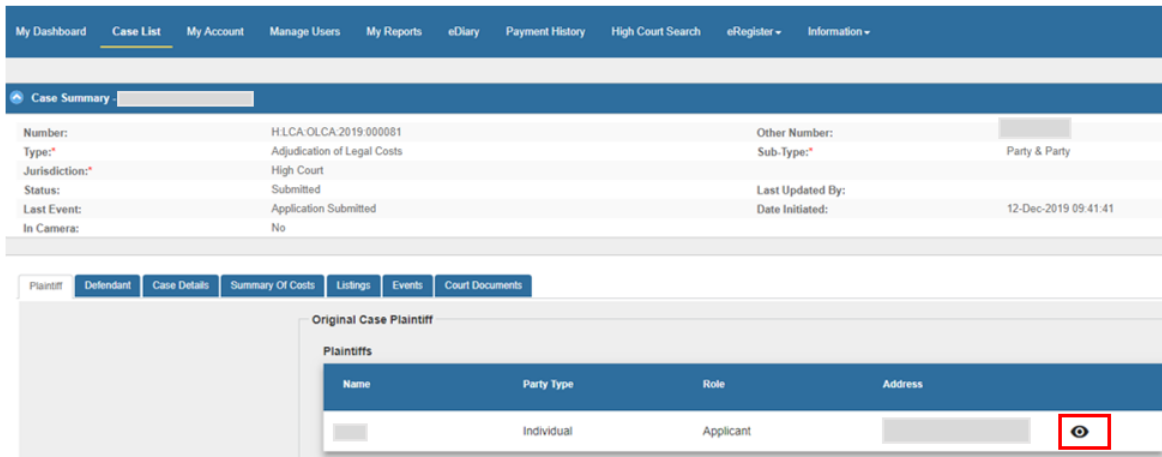 My Dashboard Case List My Account Manage Users My Reports eDiary Payment History High Court Search eRegister Information
Case Summary -
Number: H:LCA:OLCA:2019:000081 Other Number:
Type:* Adjudication of Legal Costs Sub-Type:* Party & Party
Jurisdiction:* High Court
Status: Submitted Last Updated By:
Last Event: Application Submitted Date Initiated: 12-Dec-2019 09:41:41
In Camera: No
Plaintiff Defendant Case Details Summary Of Costs Listings Events Court Documents
Original Case Plaintiff
Plaintiffs
Name Party Type Role Address
Individual Applicant